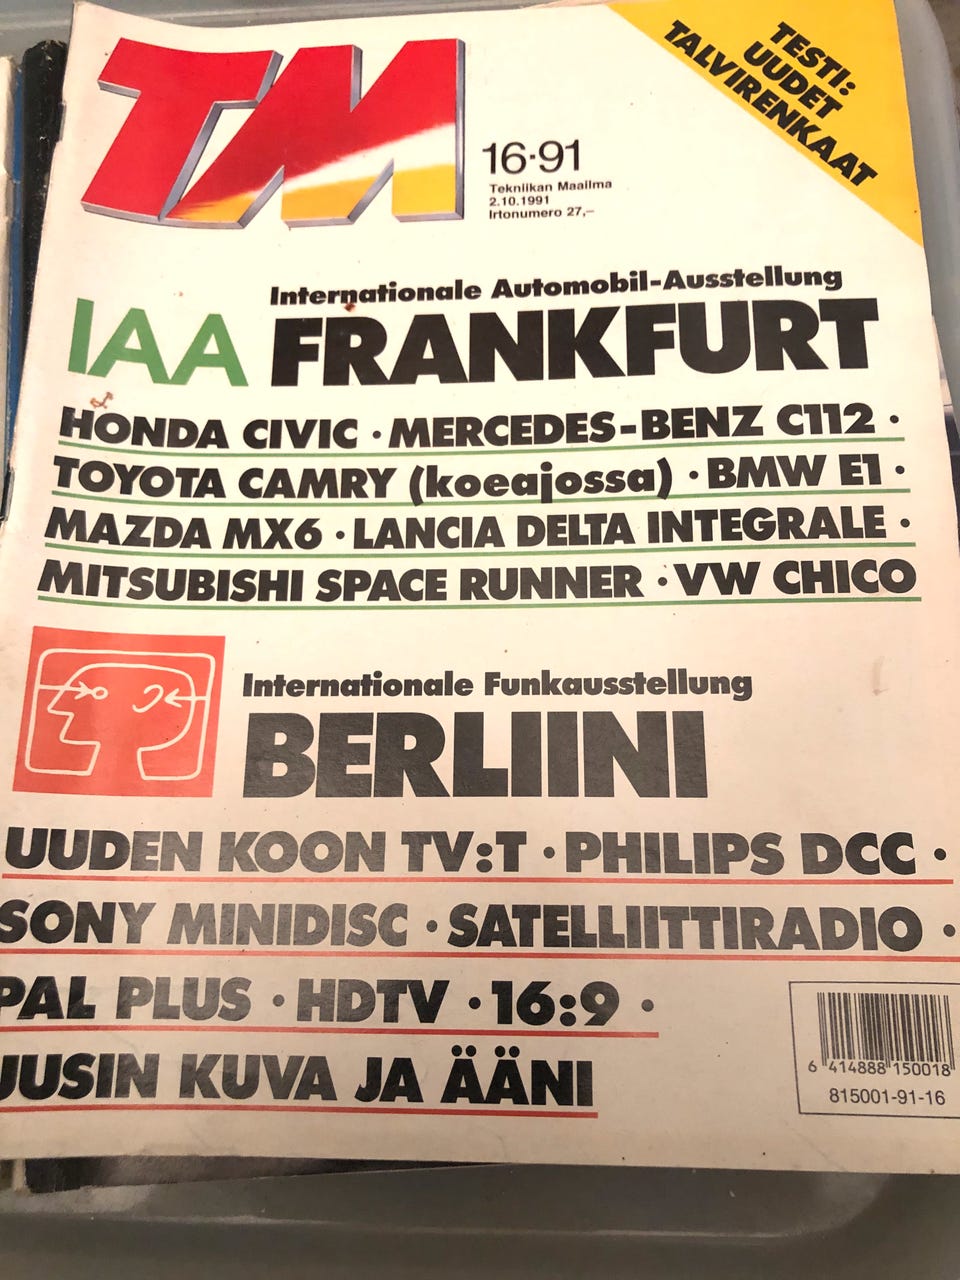 TM
TESTI:
UUDET
TALVIRENKAAT
16·91
Tekniikan Maailma
2.10.1991
Irtonumero 27,–
Internationale Automobil-Ausstellung
IAA FRANKFURT
HONDA CIVIC · MERCEDES-BENZ C112 ·
TOYOTA CAMRY (koeajossa) · BMW E1 ·
MAZDA MX6 · LANCIA DELTA INTEGRALE ·
MITSUBISHI SPACE RUNNER · VW CHICO
Internationale Funkausstellung
BERLIINI
UUDEN KOON TV:T · PHILIPS DCC ·
SONY MINIDISC · SATELLIITTIRADIO ·
PAL PLUS · HDTV · 16:9 ·
UUSIN KUVA JA ÄÄNI
6 414888 150018
815001-91-16